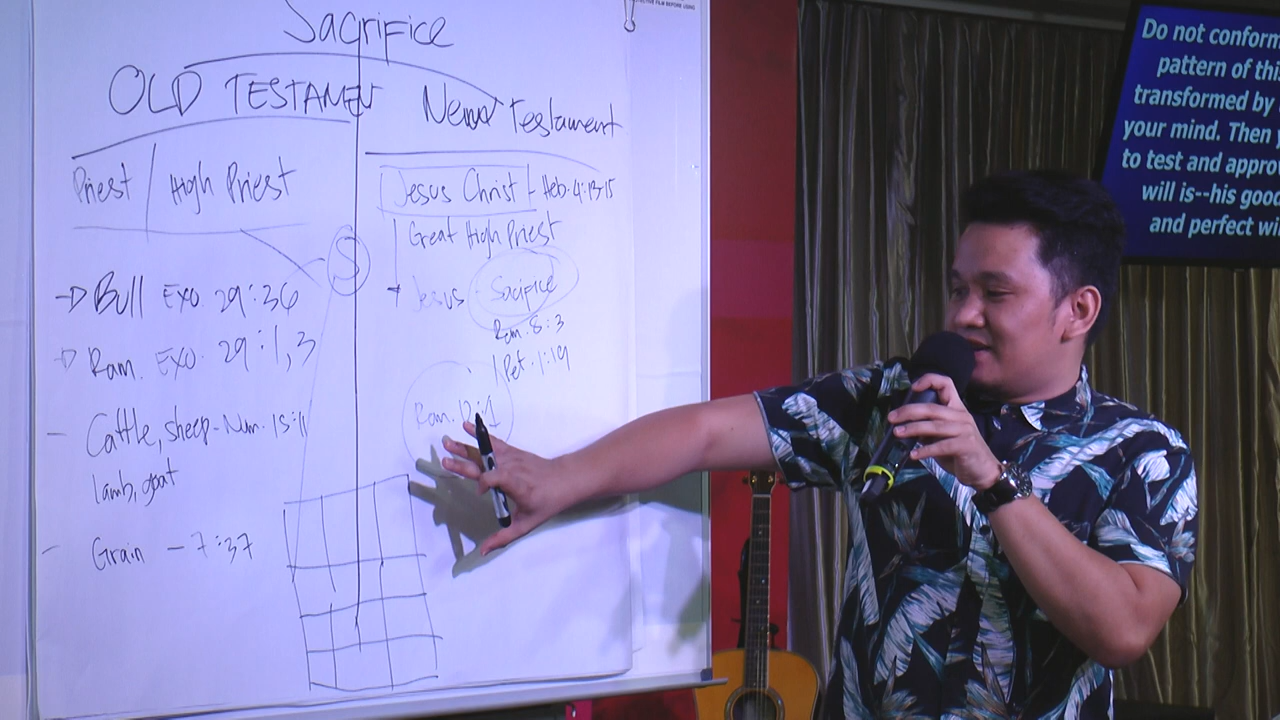 Sacrifice
OLD TESTAMENT
New Testament
Priest / High Priest
Jesus Christ - Heb. 4:13-15
Great High Priest
S
→ Bull Exo. 29:36
Jesus - Sacrifice
Rom. 8:3
Ram. Exo. 29:1,3
1 Pet. 1:19
Rom. 12:1
- Cattle, sheep - Num. 15:11
lamb, goat
- Grain - 7:37
Do not conform
pattern of this
transformed by
your mind. Then
to test and approv
will is--his good
and perfect wi